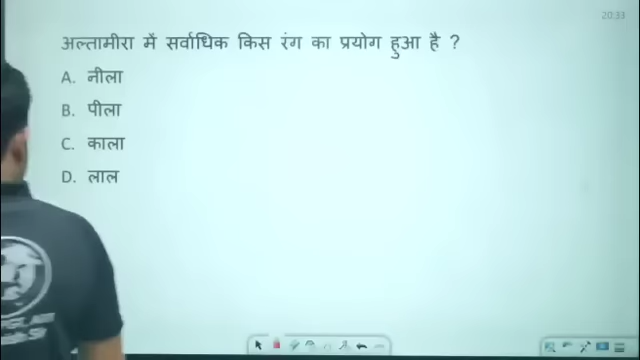 20:33
अल्तामीरा में सर्वाधिक किस रंग का प्रयोग हुआ है ?
A. नीला
B. पीला
C. काला
D. लाल